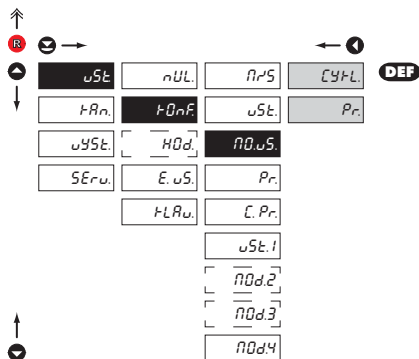 R
uSt nUL. M/S CYkL. DEF
kAn. kOnF. uSt. Pr.
uYSt. HOd. MO.uS.
SEru. E. uS. Pr.
kLAu. C. Pr.
uSt.1
MOd.2
MOd.3
MOd.4